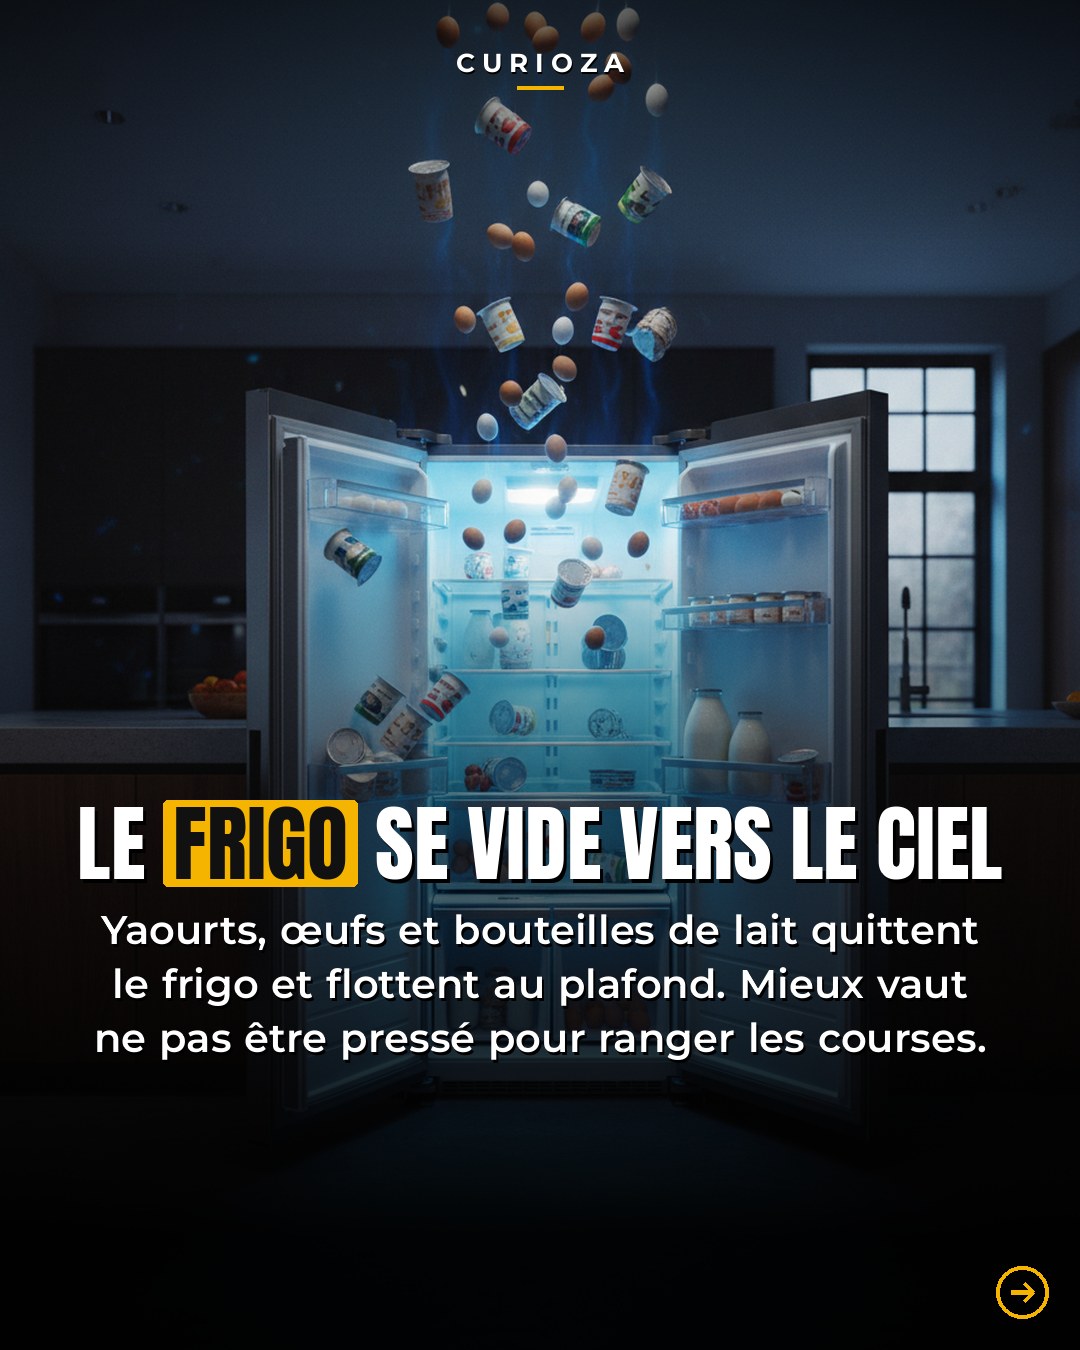 CURIOZA
LE FRIGO SE VIDE VERS LE CIEL
Yaourts, œufs et bouteilles de lait quittent
le frigo et flottent au plafond. Mieux vaut
ne pas être pressé pour ranger les courses.